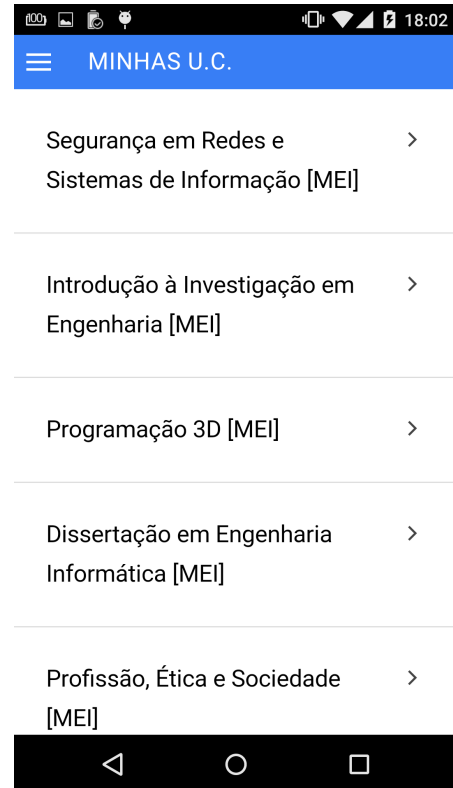 100
18:02
MINHAS U.C.
Segurança em Redes e
Sistemas de Informação [MEI]
Introdução à Investigação em
Engenharia [MEI]
Programação 3D [MEI]
Dissertação em Engenharia
Informática [MEI]
Profissão, Ética e Sociedade
[MEI]